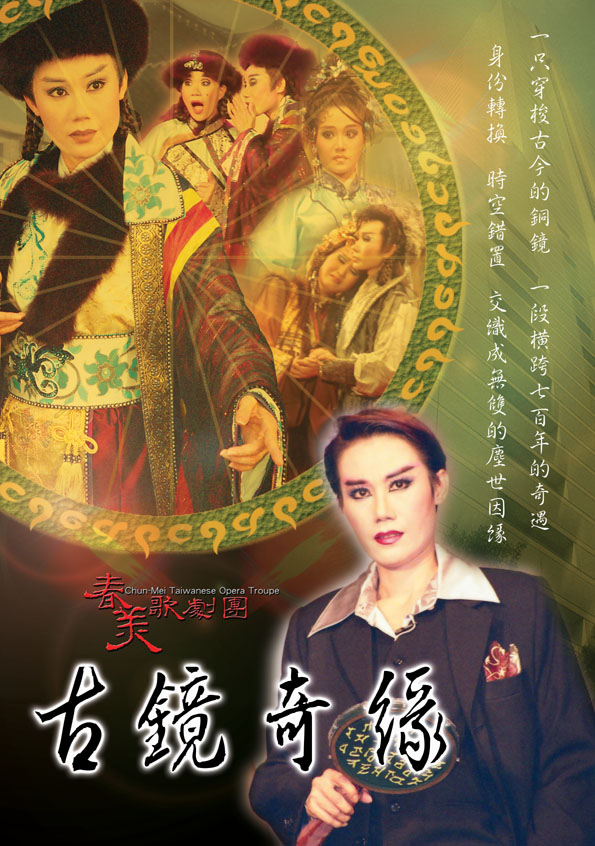 一只穿梭古今的銅鏡　一段橫跨七百年的奇遇
身份轉換　時空錯置　交織成無雙的塵世因緣
春美歌劇團
Chun-Mei Taiwanese Opera Troupe
古鏡奇緣